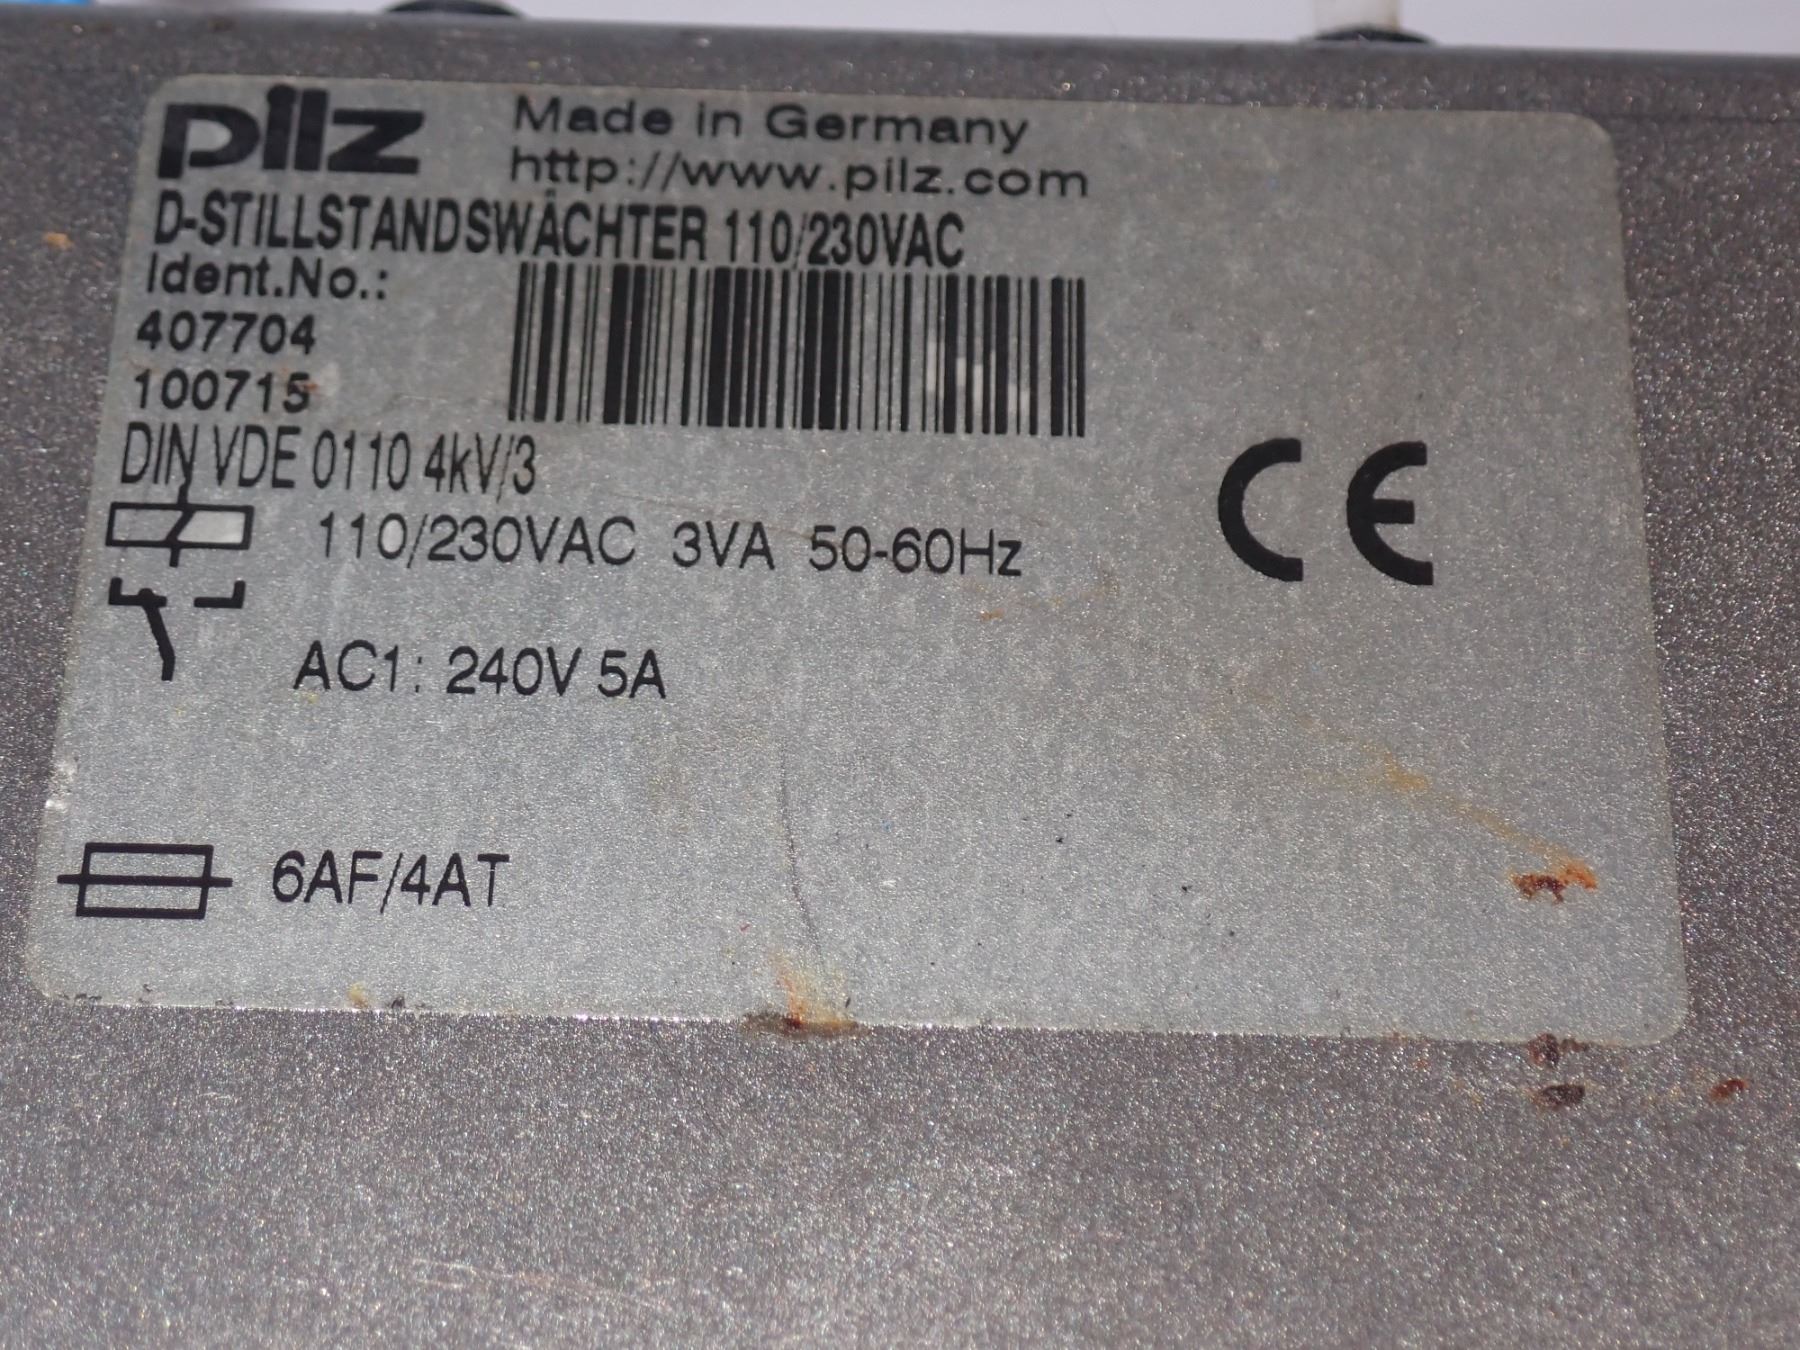 pilz
Made in Germany
http://www.pilz.com
D-STILLSTANDSWÄCHTER 110/230VAC
Ident.No.:
407704
100715
DIN VDE 0110 4kV/3
110/230VAC 3VA 50-60Hz
AC1: 240V 5A
6AF/4AT
CE